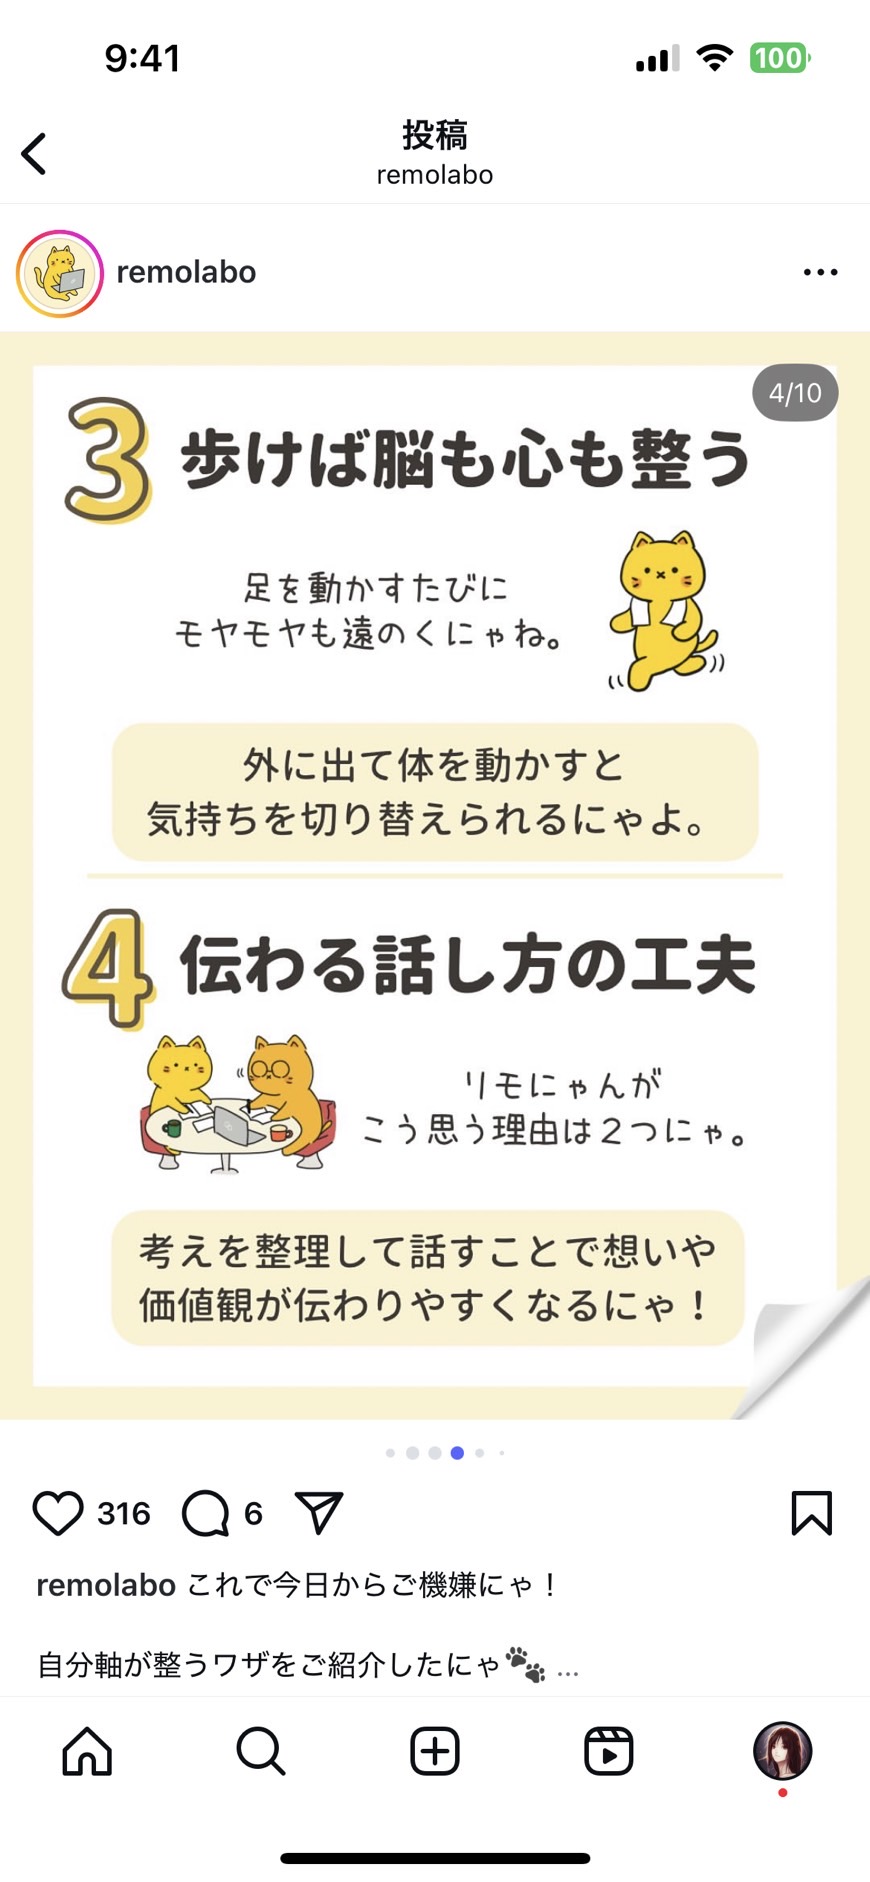 9:41
100
投稿
remolabo
remolabo
4/10
3 歩けば脳も心も整う
足を動かすたびに
モヤモヤも遠のくにゃね。
外に出て体を動かすと
気持ちを切り替えられるにゃよ。
4 伝わる話し方の工夫
リモにゃんが
こう思う理由は２つにゃ。
考えを整理して話すことで想いや
価値観が伝わりやすくなるにゃ！
316 6
remolabo これで今日からご機嫌にゃ！
自分軸が整うワザをご紹介したにゃ🐾 ...